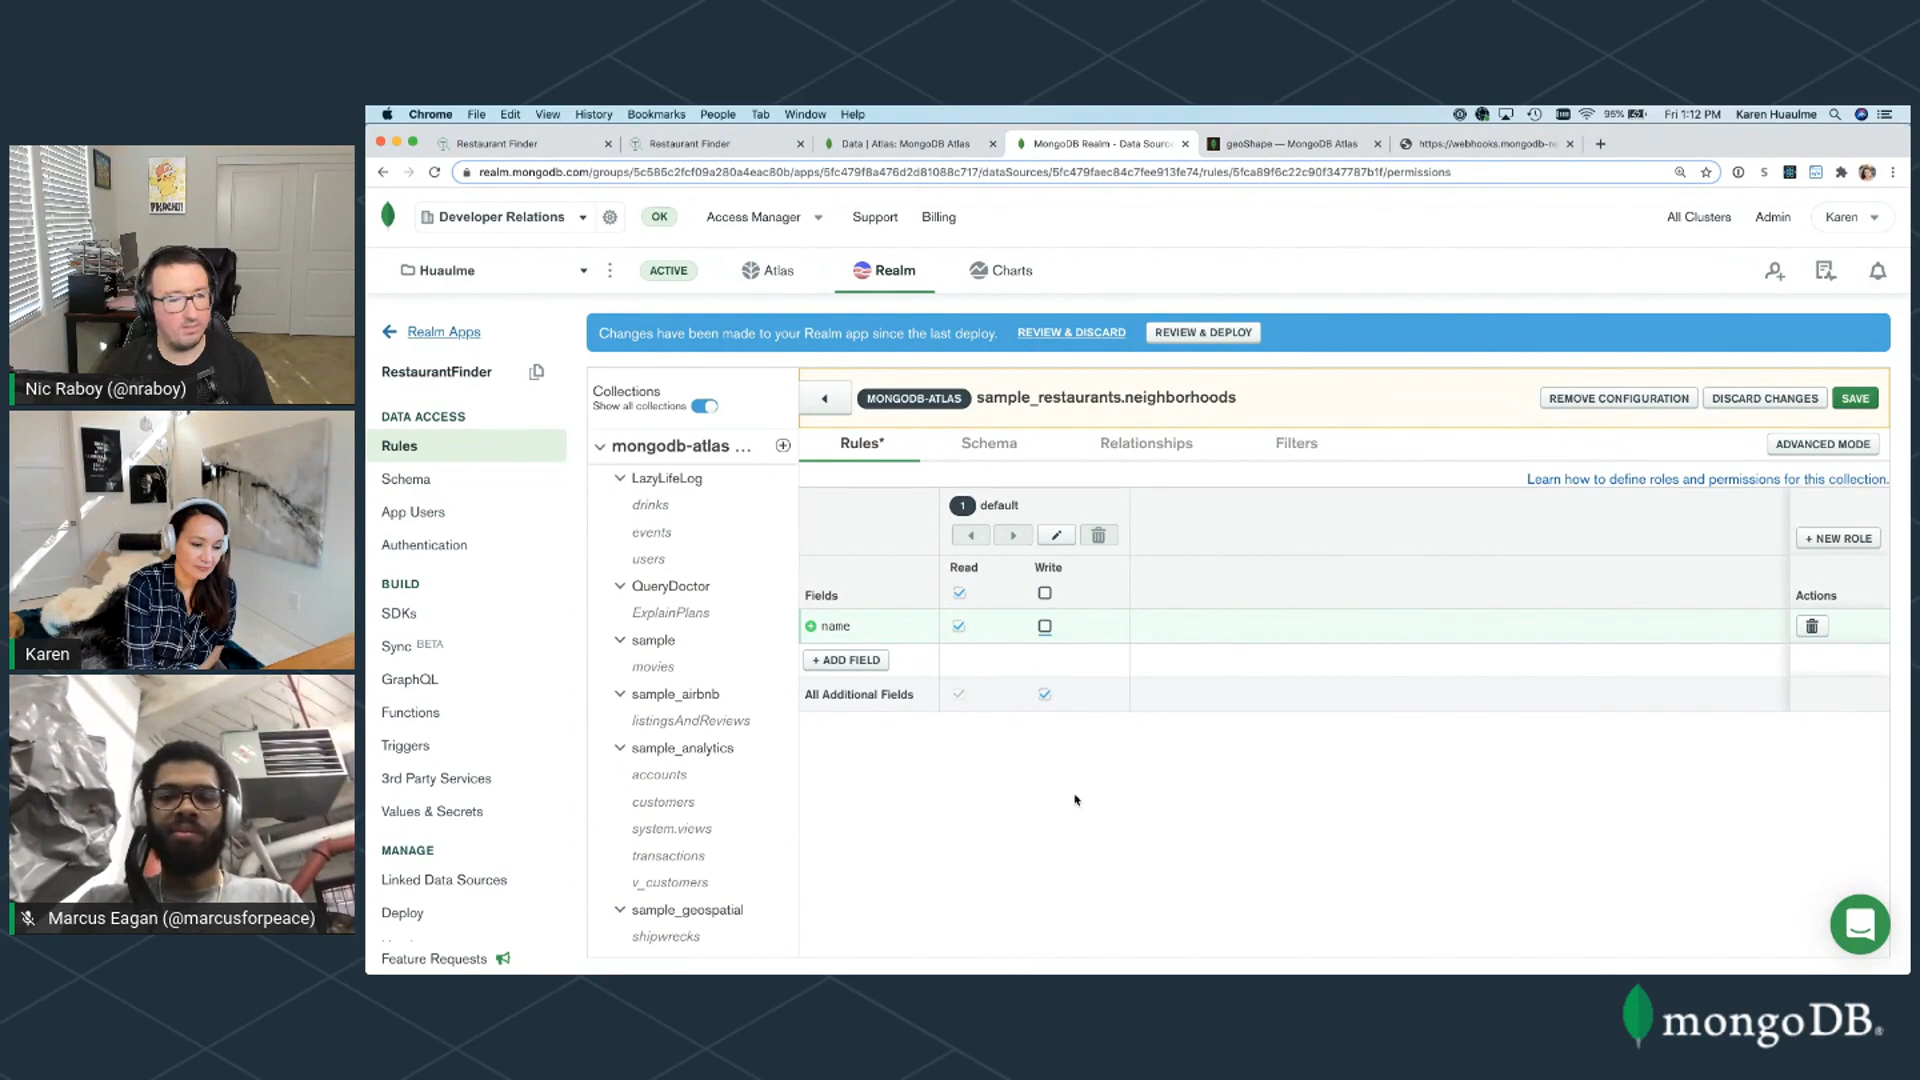 Chrome File Edit View History Bookmarks People Tab Window Help 95% Fri 1:12 PM Karen Huaulme
Restaurant Finder Restaurant Finder Data | Atlas: MongoDB Atlas MongoDB Realm - Data Source geoShape — MongoDB Atlas https://webhooks.mongodb-re
realm.mongodb.com/groups/5c585c2fcf09a280a4eac80b/apps/5fc479f8a476d2d81088c717/dataSources/5fc479faec84c7fee913fe74/rules/5fca89f6c22c90f347787b1f/permissions
Developer Relations OK Access Manager Support Billing All Clusters Admin Karen
Huaulme ACTIVE Atlas Realm Charts
Realm Apps
Changes have been made to your Realm app since the last deploy. REVIEW & DISCARD REVIEW & DEPLOY
RestaurantFinder
DATA ACCESS
Rules
Schema
App Users
Authentication
BUILD
SDKs
Sync BETA
GraphQL
Functions
Triggers
3rd Party Services
Values & Secrets
MANAGE
Linked Data Sources
Deploy
Feature Requests
Collections
Show all collections
mongodb-atlas ...
LazyLifeLog
drinks
events
users
QueryDoctor
ExplainPlans
sample
movies
sample_airbnb
listingsAndReviews
sample_analytics
accounts
customers
system.views
transactions
v_customers
sample_geospatial
shipwrecks
MONGODB-ATLAS sample_restaurants.neighborhoods REMOVE CONFIGURATION DISCARD CHANGES SAVE
Rules* Schema Relationships Filters ADVANCED MODE
Learn how to define roles and permissions for this collection.
1 default
+ NEW ROLE
Read Write
Fields Actions
name
+ ADD FIELD
All Additional Fields
PIKACHU!
Nic Raboy (@nraboy)
Karen
Marcus Eagan (@marcusforpeace)
mongoDB®